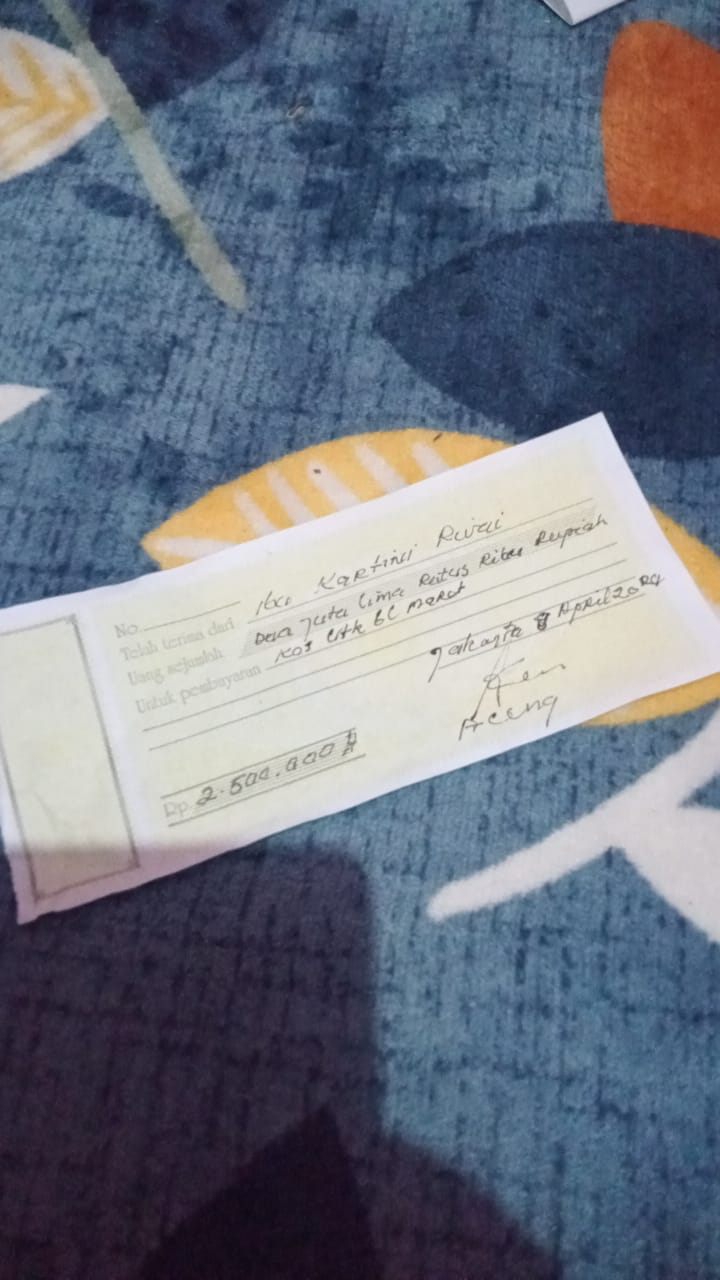 No.
Telah terima dari Ibu Kartini Rivai
Uang sejumlah Dua Juta Lima Ratus Ribu Rupiah
Untuk pembayaran Kos utk bl Maret
Jakarta 8 April 2024
Aceng
Rp. 2.500.000